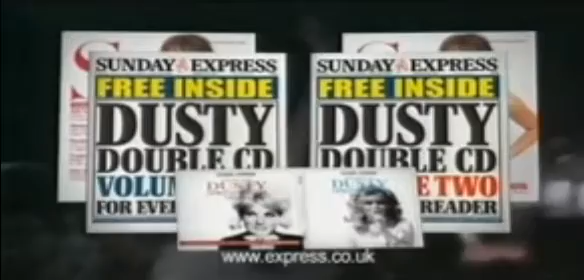 SUNDAY EXPRESS
FREE INSIDE
DUSTY
DOUBLE CD
VOLUM
FOR EVE
SUNDAY EXPRESS
FREE INSIDE
DUSTY
DOUBLE CD
E TWO
READER
DUSTY
DUSTY
www.express.co.uk